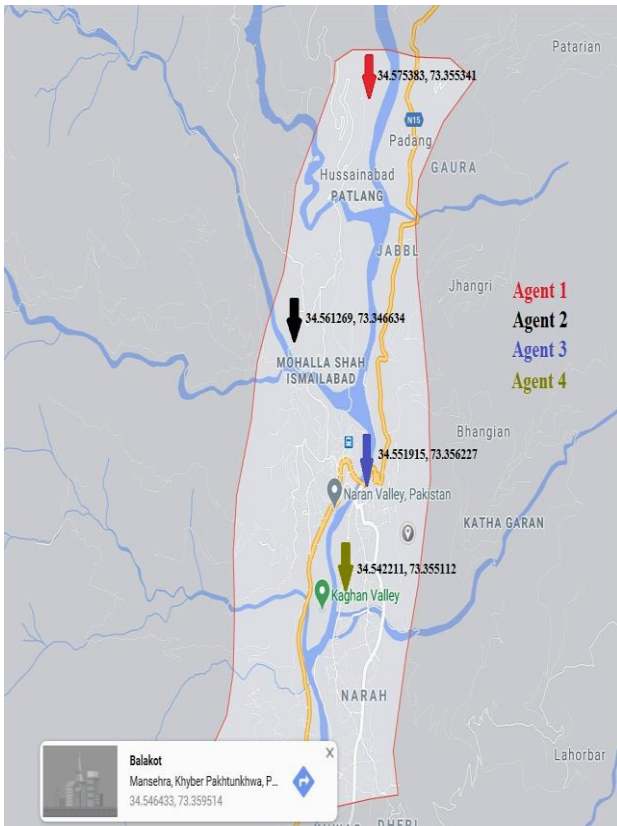 Patarian
34.575383, 73.355341
N15
Padang
GAURA
Hussainabad
PATLANG
JABBL
Jhangri
Agent 1
34.561269, 73.346634
Agent 2
Agent 3
MOHALLA SHAH
ISMAILABAD
Agent 4
Bhangian
34.551915, 73.356227
Naran Valley, Pakistan
KATHA GARAN
34.542211, 73.355112
Kaghan Valley
NARAH
Balakot
X
Mansehra, Khyber Pakhtunkhwa, P...
34.546433, 73.359514
Lahorbar